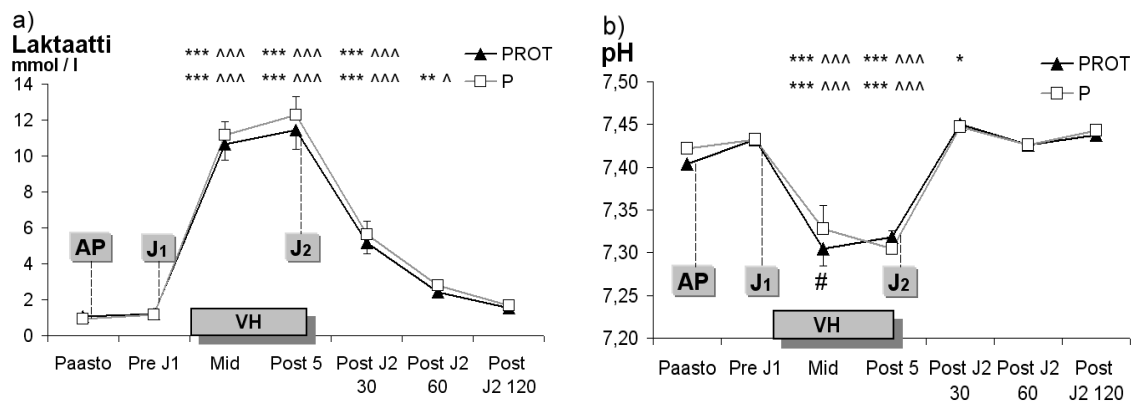 a)
Laktaatti
mmol / l
*** ^^^ *** ^^^ *** ^^^
*** ^^^ *** ^^^ *** ^^^ ** ^
PROT
P
14
12
10
8
6
4
2
0
AP
J1
J2
VH
Paasto Pre J1 Mid Post 5 Post J2 Post J2 Post
30 60 J2 120
b)
pH
*** ^^^ *** ^^^ *
*** ^^^ *** ^^^
PROT
P
7,50
7,45
7,40
7,35
7,30
7,25
7,20
AP
J1
#
J2
VH
Paasto Pre J1 Mid Post 5 Post J2 Post J2 Post
30 60 J2 120